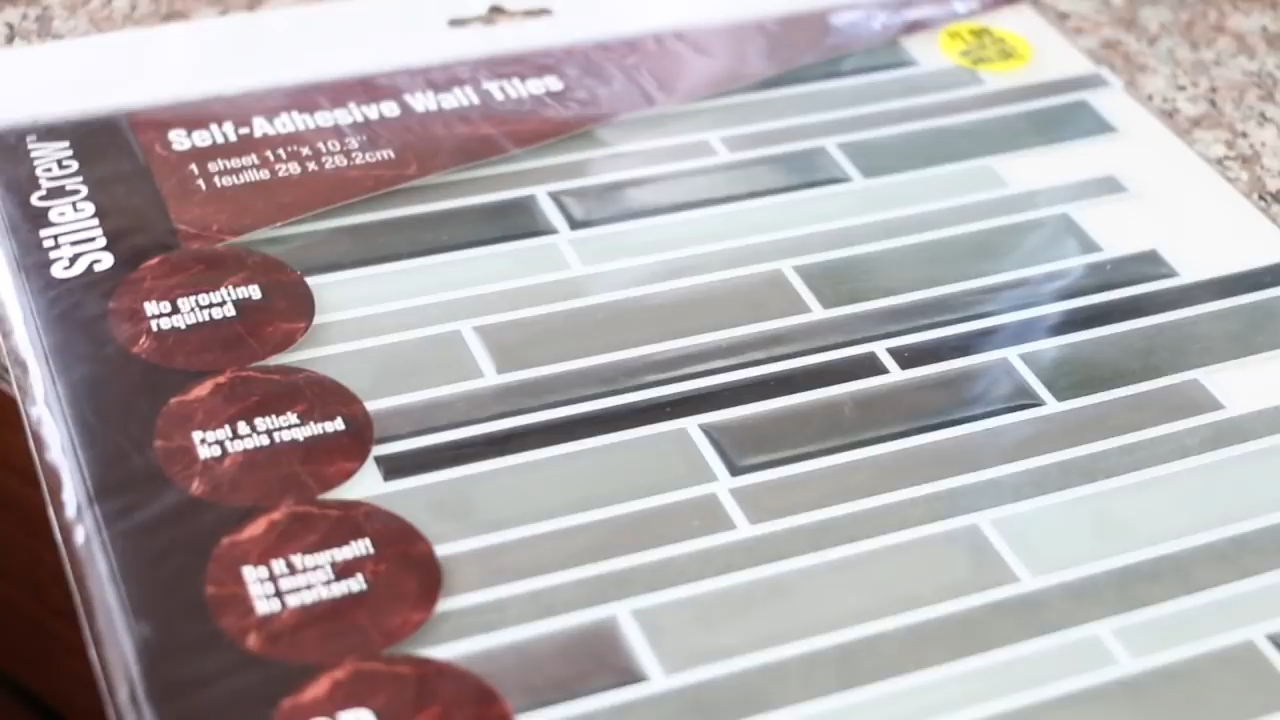 Self-Adhesive Wall Tiles
1 sheet 11" x 10.3"
1 feuille 28 x 26.2cm
StileCrew™
No grouting
required
Peel & Stick
No tools required
Do It Yourself!
No mess!
No workers!